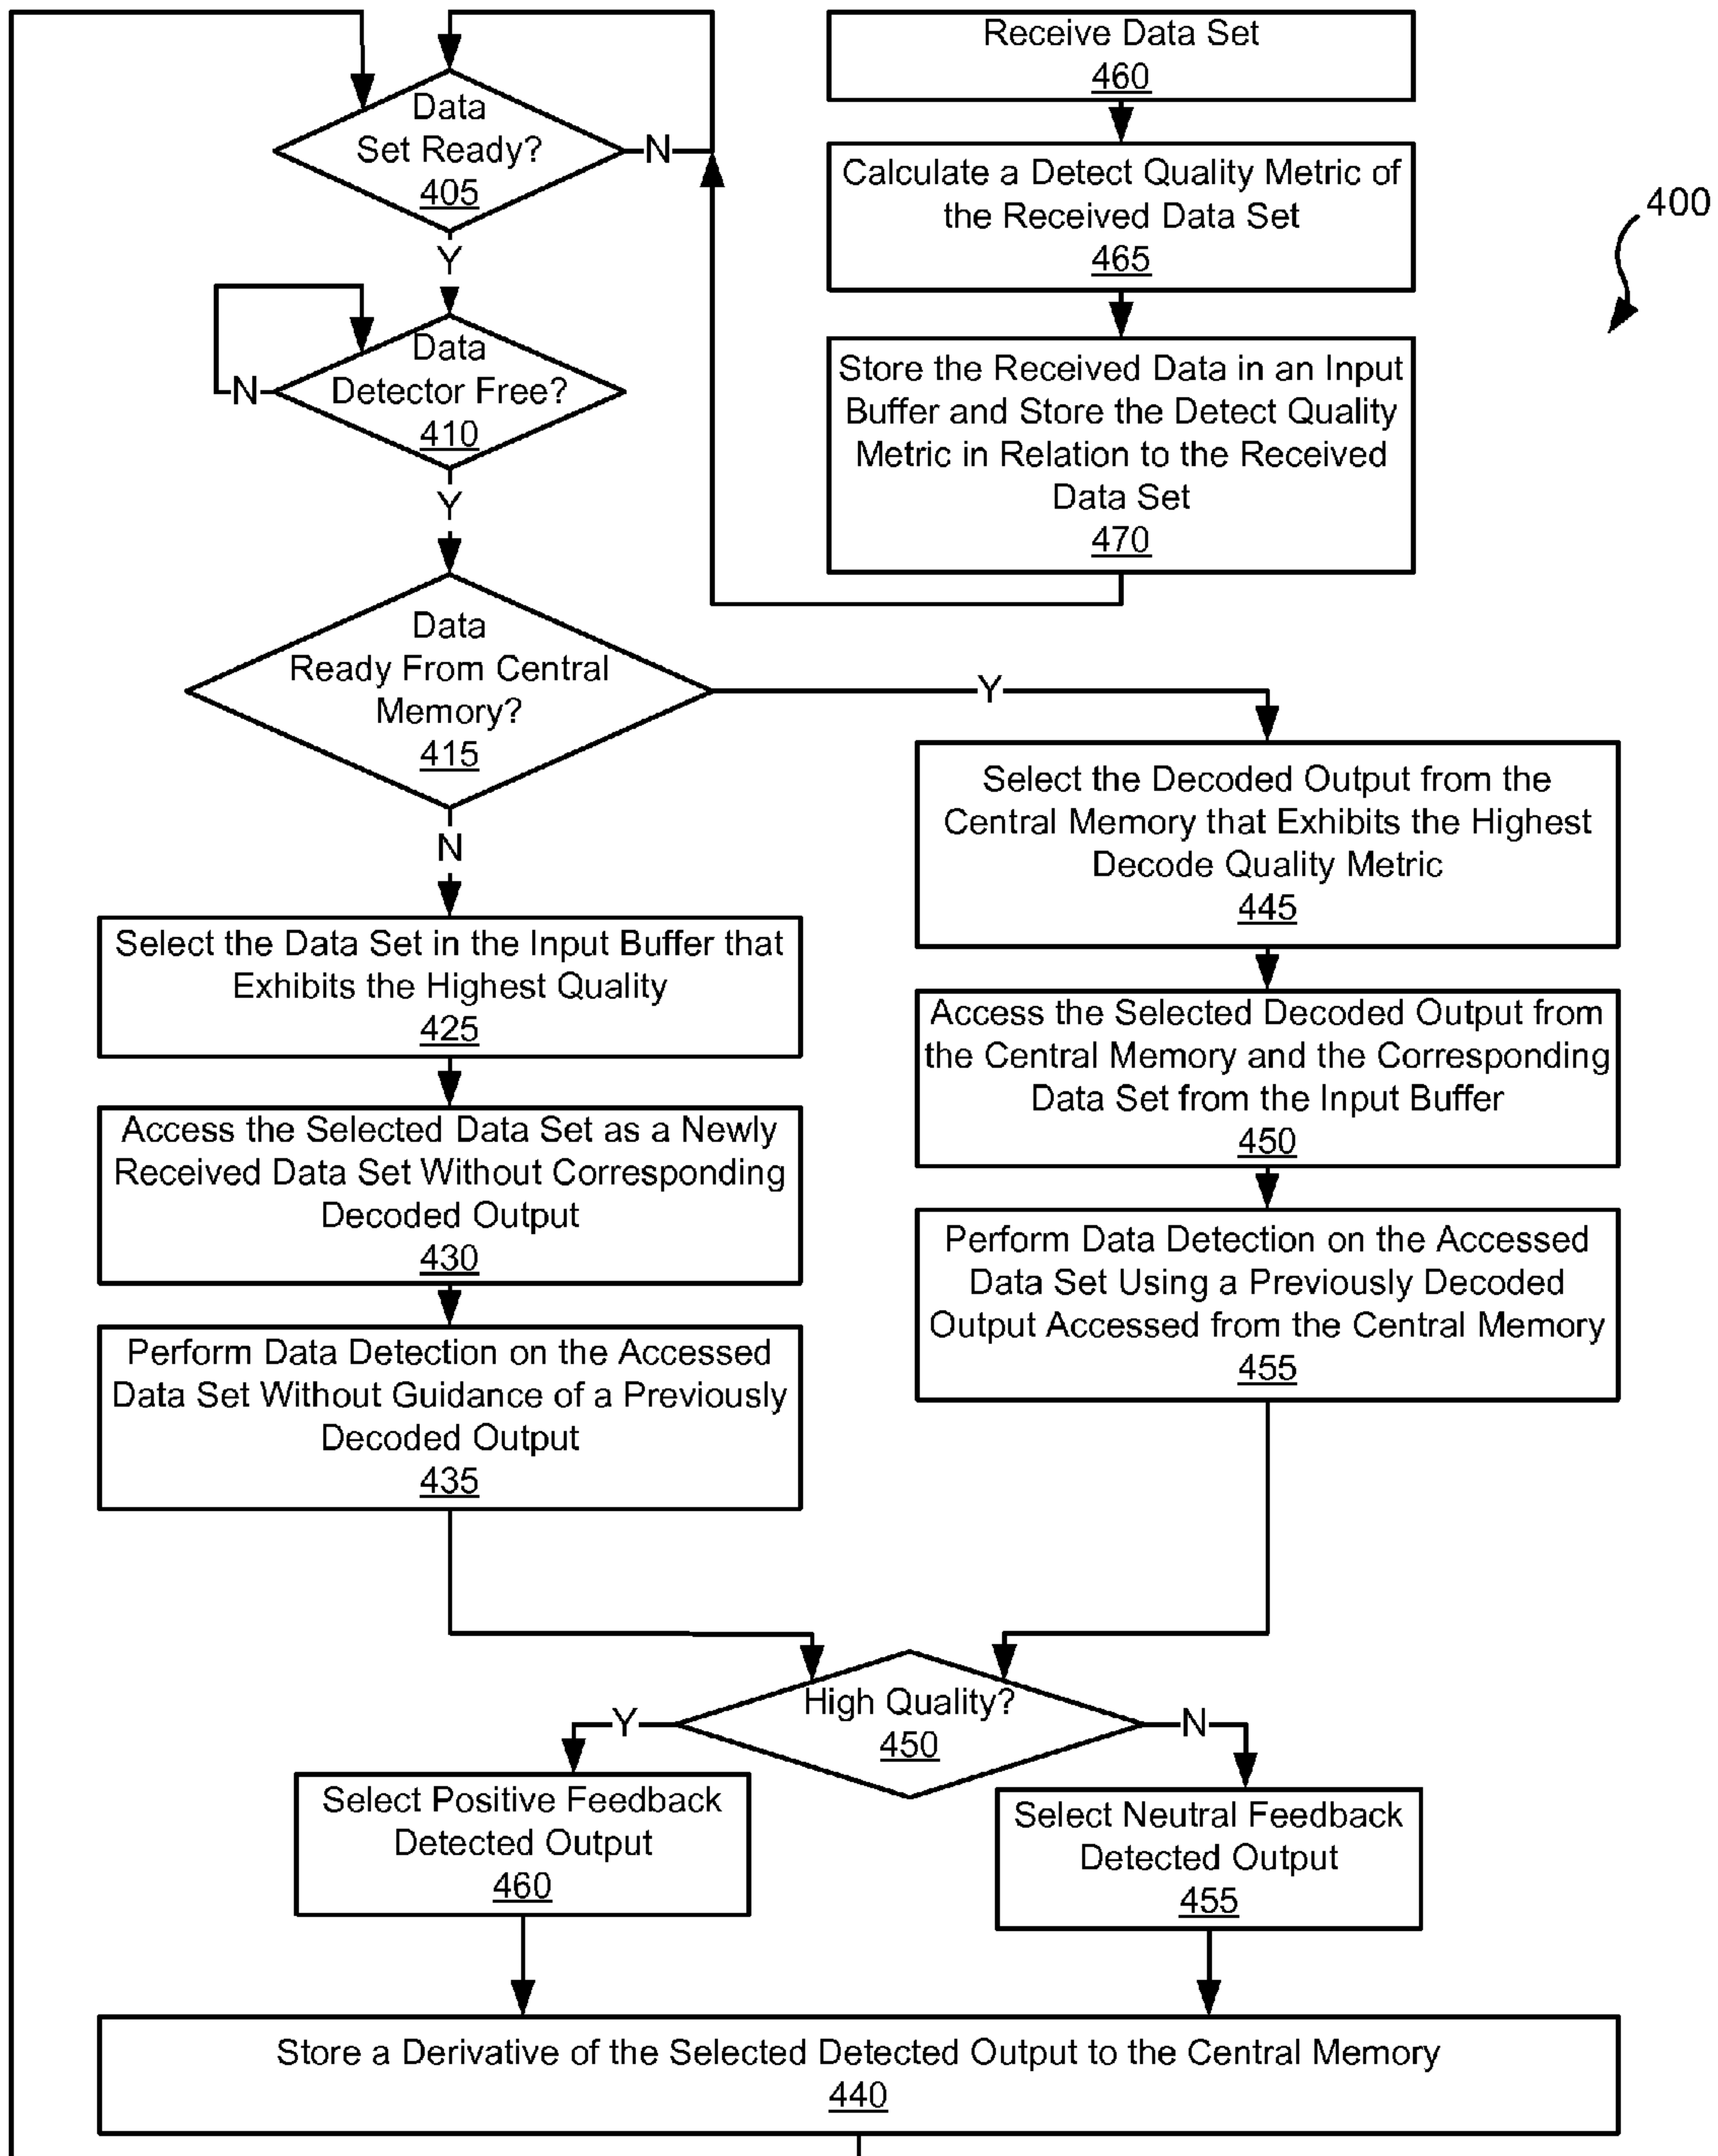 Data
Set Ready?
405
N
Y
Data
Detector Free?
410
N
Y
Data
Ready From Central
Memory?
415
Y
N
Receive Data Set
460
Calculate a Detect Quality Metric of
the Received Data Set
465
Store the Received Data in an Input
Buffer and Store the Detect Quality
Metric in Relation to the Received
Data Set
470
400
Select the Data Set in the Input Buffer that
Exhibits the Highest Quality
425
Access the Selected Data Set as a Newly
Received Data Set Without Corresponding
Decoded Output
430
Perform Data Detection on the Accessed
Data Set Without Guidance of a Previously
Decoded Output
435
Select the Decoded Output from the
Central Memory that Exhibits the Highest
Decode Quality Metric
445
Access the Selected Decoded Output from
the Central Memory and the Corresponding
Data Set from the Input Buffer
450
Perform Data Detection on the Accessed
Data Set Using a Previously Decoded
Output Accessed from the Central Memory
455
High Quality?
450
Y
N
Select Positive Feedback
Detected Output
460
Select Neutral Feedback
Detected Output
455
Store a Derivative of the Selected Detected Output to the Central Memory
440